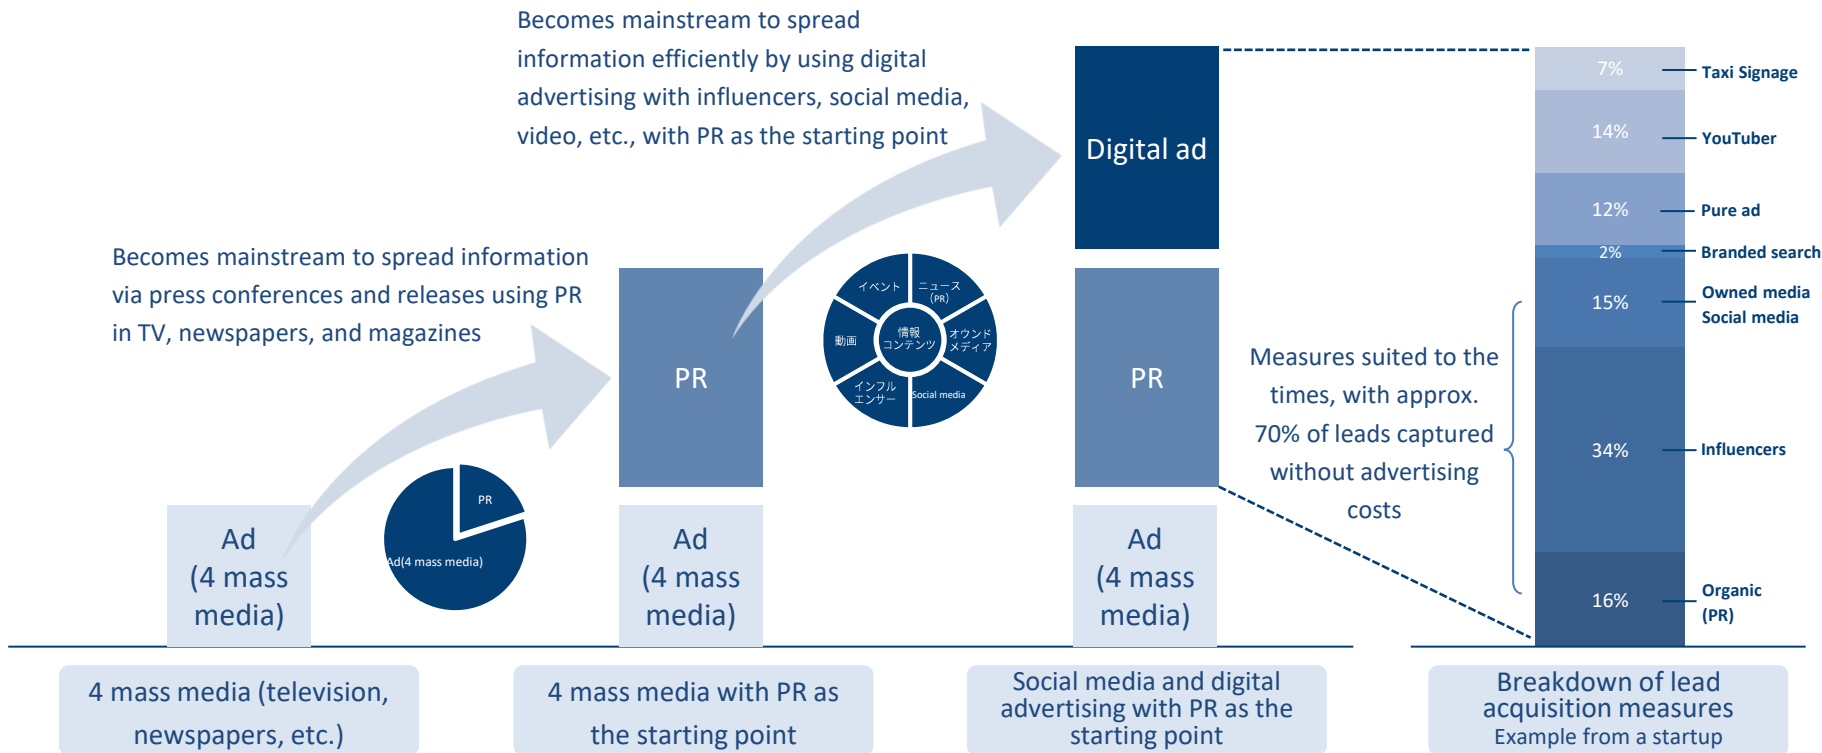 Becomes mainstream to spread
information efficiently by using digital
advertising with influencers, social media,
video, etc., with PR as the starting point
Becomes mainstream to spread information
via press conferences and releases using PR
in TV, newspapers, and magazines
Ad
(4 mass
media)
PR
Ad(4 mass media)
PR
Ad
(4 mass
media)
イベント
ニュース
(PR)
動画
情報
コンテンツ
オウンド
メディア
インフル
エンサー
Social media
Digital ad
PR
Ad
(4 mass
media)
Measures suited to the
times, with approx.
70% of leads captured
without advertising
costs
7%
Taxi Signage
14%
YouTuber
12%
Pure ad
2%
Branded search
15%
Owned media
Social media
34%
Influencers
16%
Organic
(PR)
4 mass media (television,
newspapers, etc.)
4 mass media with PR as
the starting point
Social media and digital
advertising with PR as the
starting point
Breakdown of lead
acquisition measures
Example from a startup